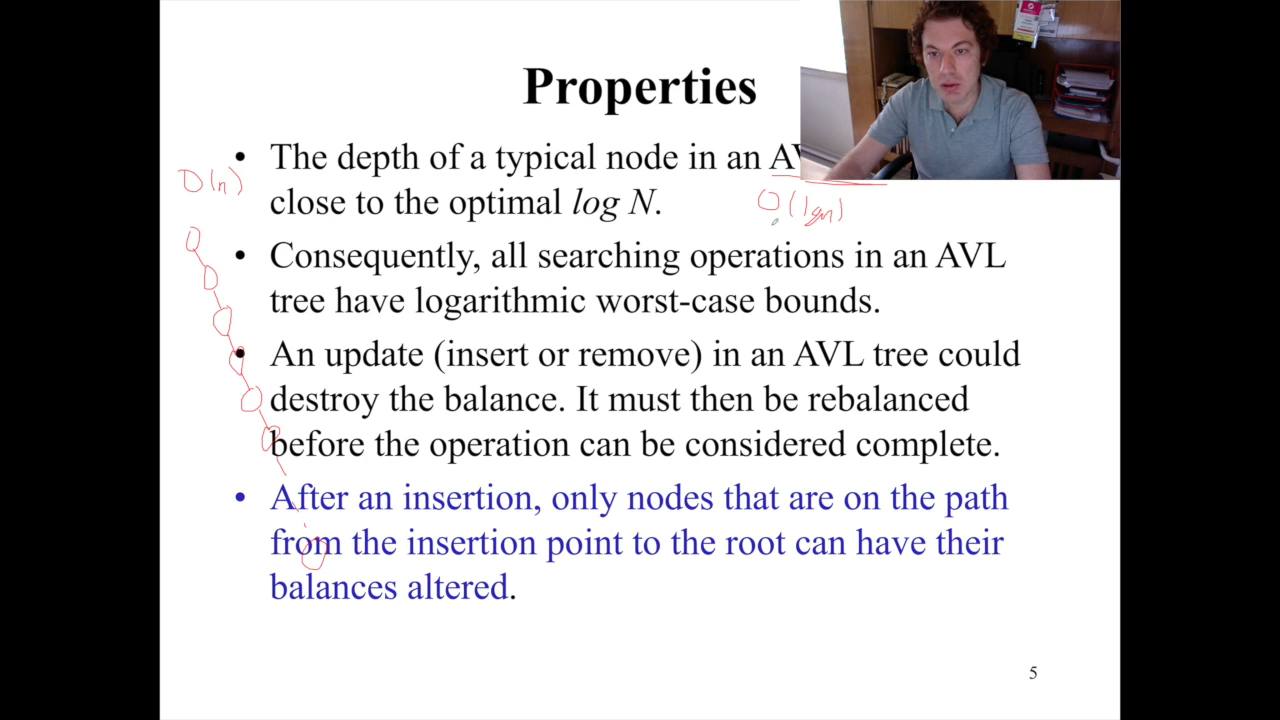 Properties
• The depth of a typical node in an AV
close to the optimal log N.
O(n)
O(lgn)
• Consequently, all searching operations in an AVL
tree have logarithmic worst-case bounds.
• An update (insert or remove) in an AVL tree could
destroy the balance. It must then be rebalanced
before the operation can be considered complete.
• After an insertion, only nodes that are on the path
from the insertion point to the root can have their
balances altered.
5